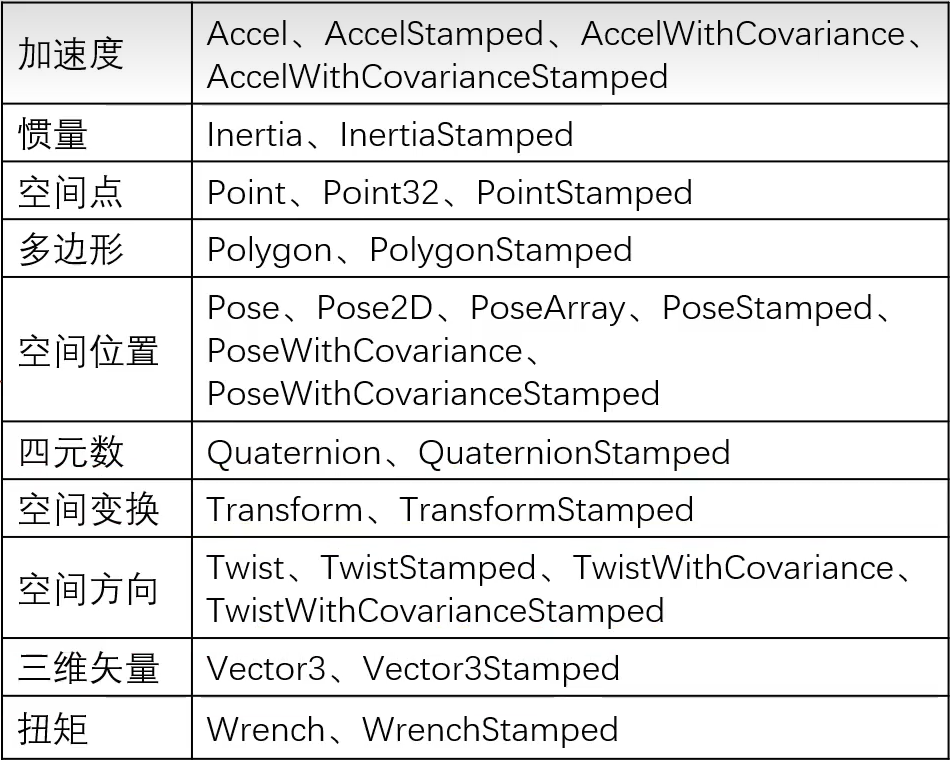 加速度
Accel、AccelStamped、AccelWithCovariance、
AccelWithCovarianceStamped
惯量
Inertia、InertiaStamped
空间点
Point、Point32、PointStamped
多边形
Polygon、PolygonStamped
空间位置
Pose、Pose2D、PoseArray、PoseStamped、
PoseWithCovariance、
PoseWithCovarianceStamped
四元数
Quaternion、QuaternionStamped
空间变换
Transform、TransformStamped
空间方向
Twist、TwistStamped、TwistWithCovariance、
TwistWithCovarianceStamped
三维矢量
Vector3、Vector3Stamped
扭矩
Wrench、WrenchStamped